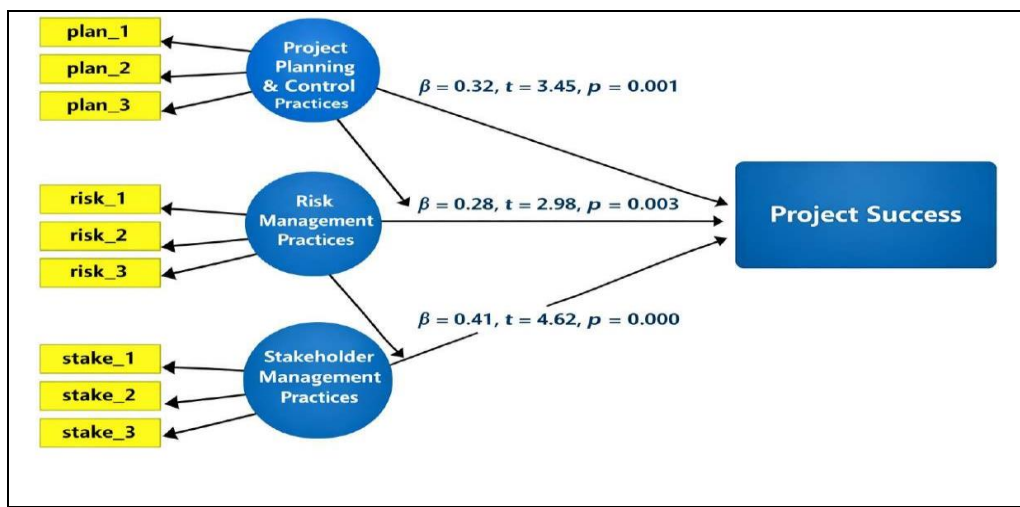 plan_1
plan_2
plan_3
Project
Planning
& Control
Practices
β = 0.32, t = 3.45, p = 0.001
risk_1
risk_2
risk_3
Risk
Management
Practices
β = 0.28, t = 2.98, p = 0.003
Project Success
stake_1
stake_2
stake_3
Stakeholder
Management
Practices
β = 0.41, t = 4.62, p = 0.000